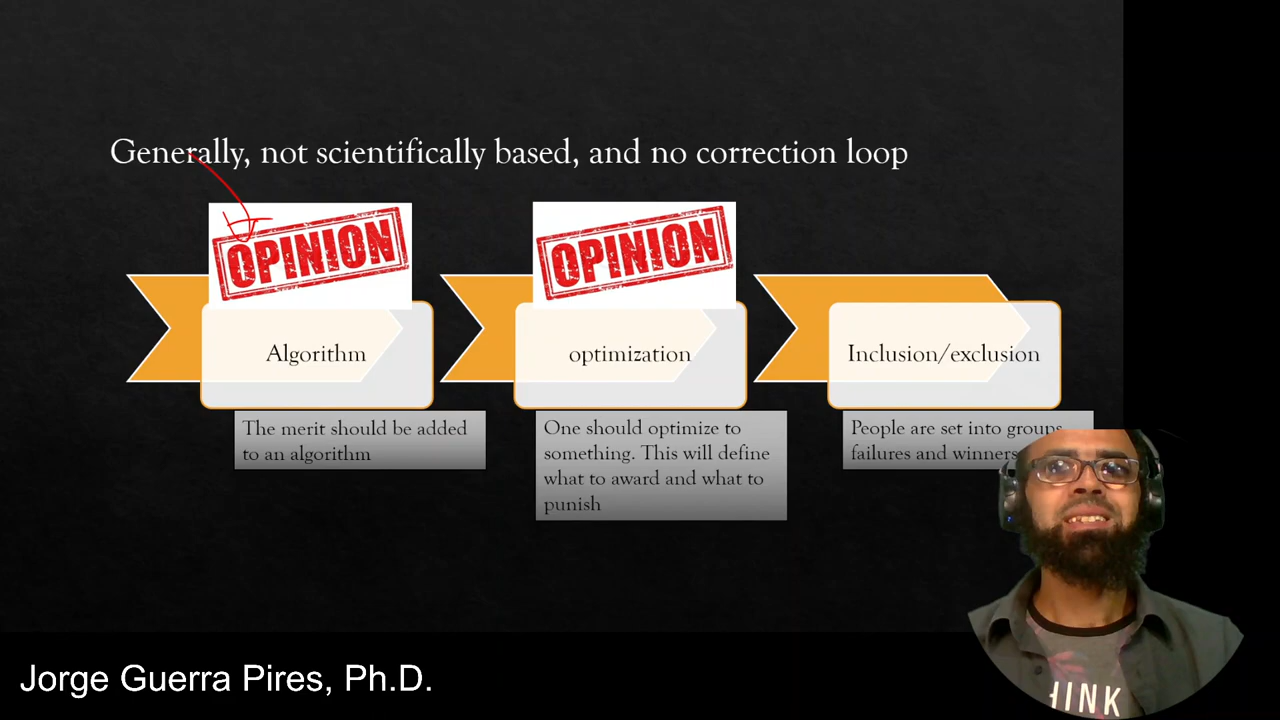 Generally, not scientifically based, and no correction loop
OPINION
OPINION
Algorithm
optimization
Inclusion/exclusion
The merit should be added
to an algorithm
One should optimize to
something. This will define
what to award and what to
punish
People are set into groups
failures and winners
HINK
Jorge Guerra Pires, Ph.D.